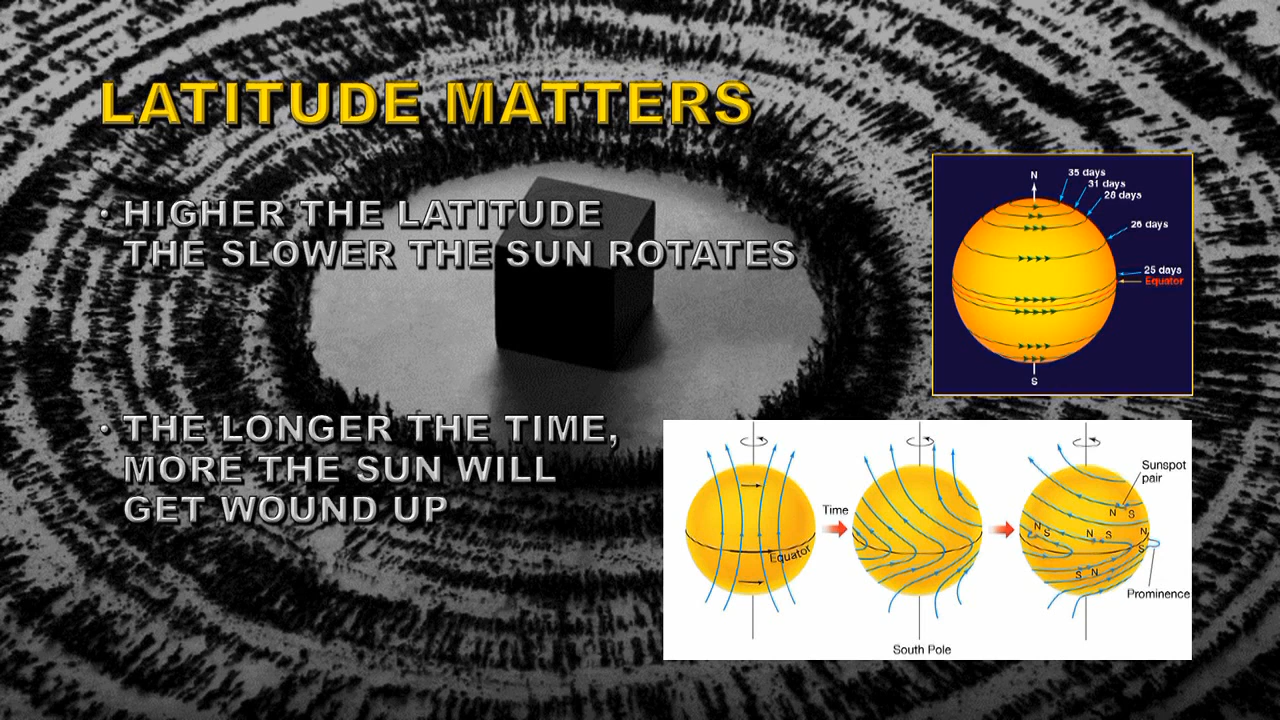 LATITUDE MATTERS
• HIGHER THE LATITUDE
THE SLOWER THE SUN ROTATES
• THE LONGER THE TIME,
MORE THE SUN WILL
GET WOUND UP
N
35 days
31 days
28 days
26 days
25 days
Equator
S
Equator
Time
South Pole
Sunspot
pair
N S
N S
N S
N
S
S N
Prominence